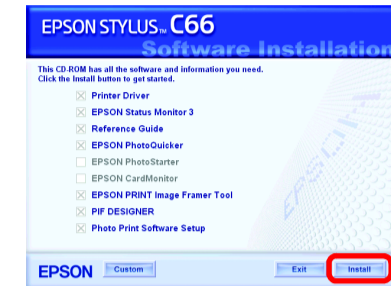 EPSON STYLUS™ C66
Software Installation
This CD-ROM has all the software and information you need.
Click the Install button to get started.
Printer Driver
EPSON Status Monitor 3
Reference Guide
EPSON PhotoQuicker
EPSON PhotoStarter
EPSON CardMonitor
EPSON PRINT Image Framer Tool
PIF DESIGNER
Photo Print Software Setup
EPSON
EPSON Custom Exit Install